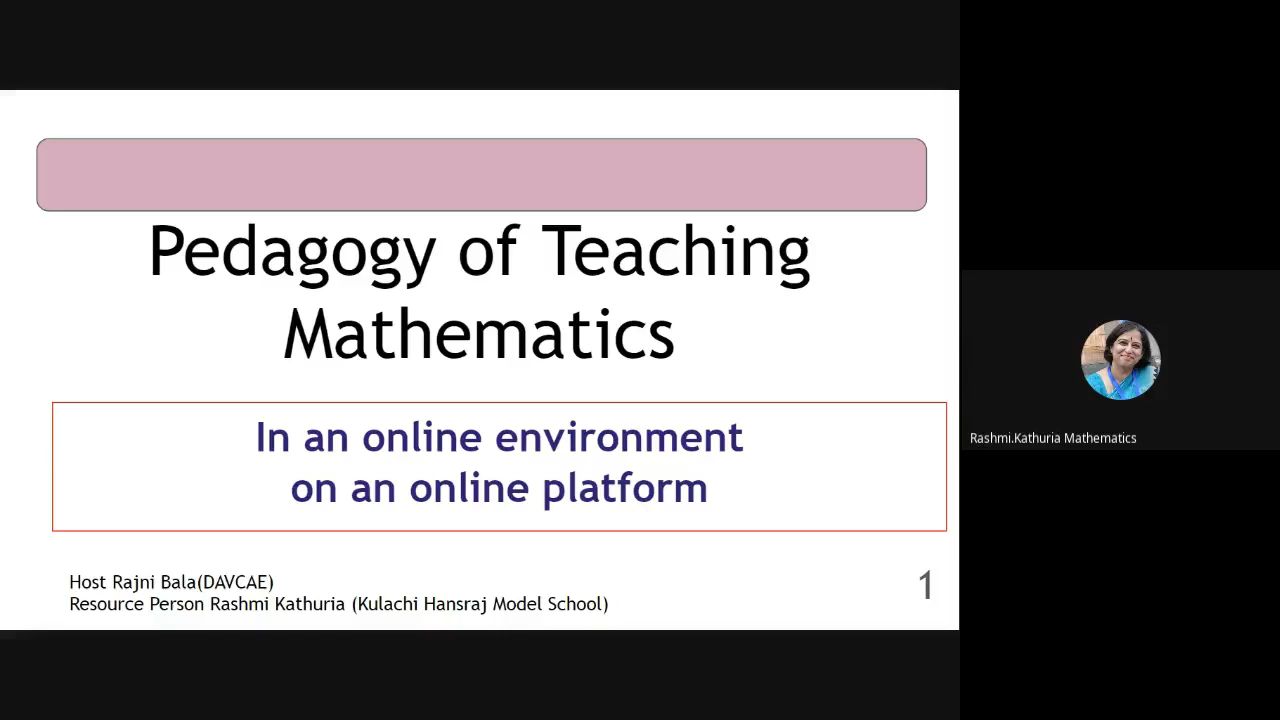 Pedagogy of Teaching
Mathematics
In an online environment
on an online platform
Host Rajni Bala(DAVCAE)
Resource Person Rashmi Kathuria (Kulachi Hansraj Model School)
1
Rashmi.Kathuria Mathematics